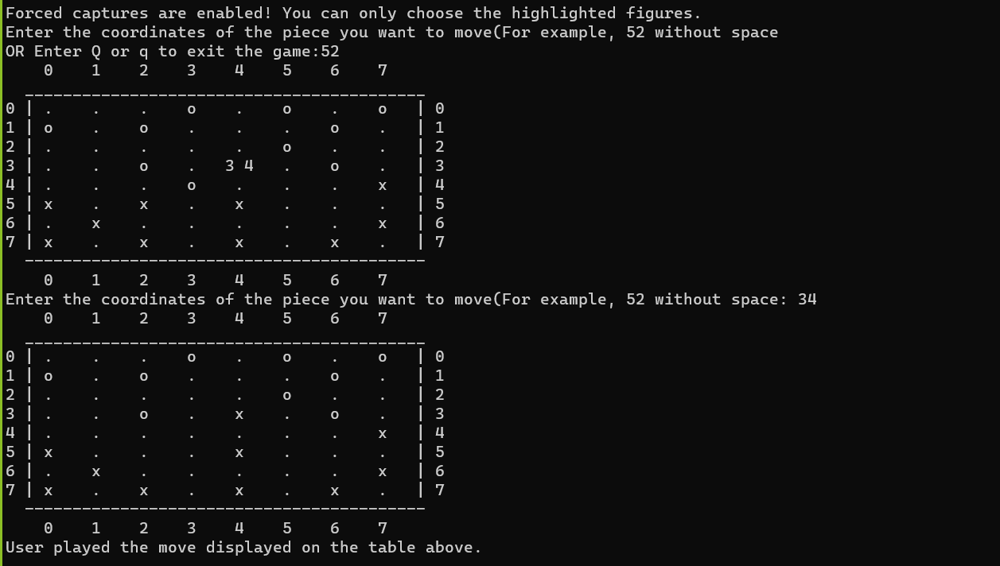 Forced captures are enabled! You can only choose the highlighted figures.
Enter the coordinates of the piece you want to move(For example, 52 without space
OR Enter Q or q to exit the game:52
    0    1    2    3    4    5    6    7
  __________________________________________
0 | .    .    .    o    .    o    .    o   | 0
1 | o    .    o    .    .    .    o    .   | 1
2 | .    .    .    .    .    o    .    .   | 2
3 | .    .    o    .   3 4   .    o    .   | 3
4 | .    .    .    o    .    .    .    x   | 4
5 | x    .    x    .    x    .    .    .   | 5
6 | .    x    .    .    .    .    .    x   | 6
7 | x    .    x    .    x    .    x    .   | 7
  ------------------------------------------
    0    1    2    3    4    5    6    7
Enter the coordinates of the piece you want to move(For example, 52 without space: 34
    0    1    2    3    4    5    6    7
  __________________________________________
0 | .    .    .    o    .    o    .    o   | 0
1 | o    .    o    .    .    .    o    .   | 1
2 | .    .    .    .    .    o    .    .   | 2
3 | .    .    o    .    x    .    o    .   | 3
4 | .    .    .    .    .    .    .    x   | 4
5 | x    .    .    .    x    .    .    .   | 5
6 | .    x    .    .    .    .    .    x   | 6
7 | x    .    x    .    x    .    x    .   | 7
  ------------------------------------------
    0    1    2    3    4    5    6    7
User played the move displayed on the table above.